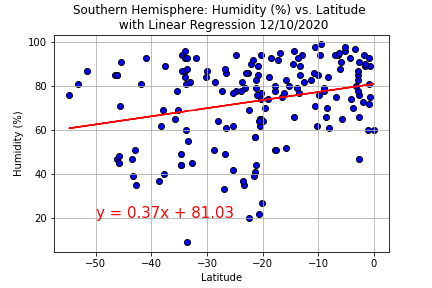 Southern Hemisphere: Humidity (%) vs. Latitude
with Linear Regression 12/10/2020
100
80
60
40
20
Humidity (%)
y = 0.37x + 81.03
−50 −40 −30 −20 −10 0
Latitude